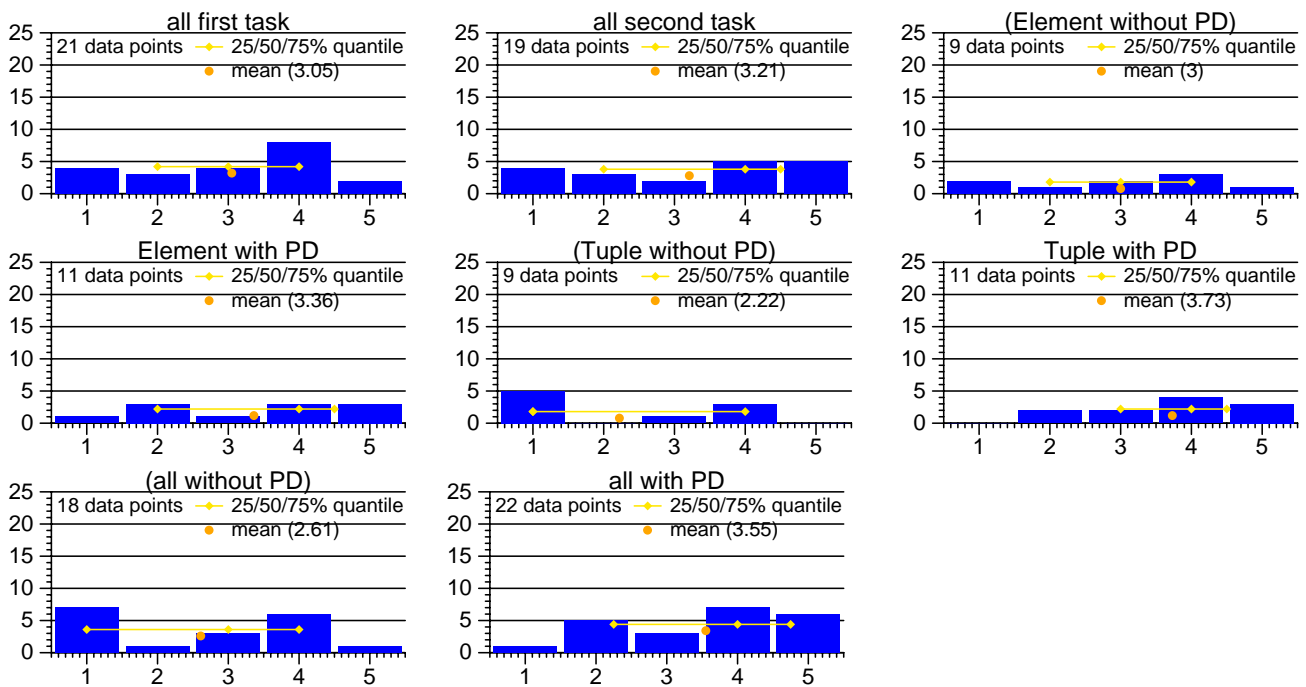 all first task
21 data points 25/50/75% quantile
mean (3.05)
25
20
15
10
5
0
1 2 3 4 5
all second task
19 data points 25/50/75% quantile
mean (3.21)
25
20
15
10
5
0
1 2 3 4 5
(Element without PD)
9 data points 25/50/75% quantile
mean (3)
25
20
15
10
5
0
1 2 3 4 5
Element with PD
11 data points 25/50/75% quantile
mean (3.36)
25
20
15
10
5
0
1 2 3 4 5
(Tuple without PD)
9 data points 25/50/75% quantile
mean (2.22)
25
20
15
10
5
0
1 2 3 4 5
Tuple with PD
11 data points 25/50/75% quantile
mean (3.73)
25
20
15
10
5
0
1 2 3 4 5
(all without PD)
18 data points 25/50/75% quantile
mean (2.61)
25
20
15
10
5
0
1 2 3 4 5
all with PD
22 data points 25/50/75% quantile
mean (3.55)
25
20
15
10
5
0
1 2 3 4 5